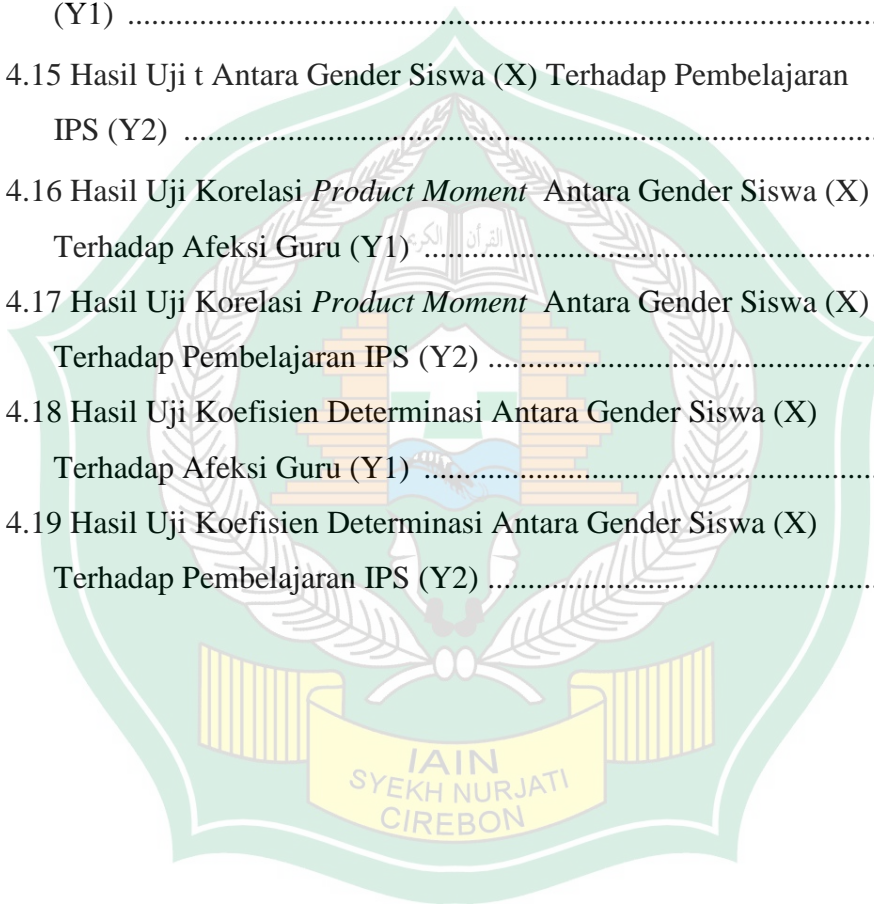 (Y1) ................................................................................................
4.15 Hasil Uji t Antara Gender Siswa (X) Terhadap Pembelajaran
IPS (Y2) .........................................................................................
4.16 Hasil Uji Korelasi Product Moment Antara Gender Siswa (X)
Terhadap Afeksi Guru (Y1) ..........................................................
4.17 Hasil Uji Korelasi Product Moment Antara Gender Siswa (X)
Terhadap Pembelajaran IPS (Y2) ..................................................
4.18 Hasil Uji Koefisien Determinasi Antara Gender Siswa (X)
Terhadap Afeksi Guru (Y1) ..........................................................
4.19 Hasil Uji Koefisien Determinasi Antara Gender Siswa (X)
Terhadap Pembelajaran IPS (Y2) ..................................................
القرآن الكريم
IAIN
SYEKH NURJATI
CIREBON